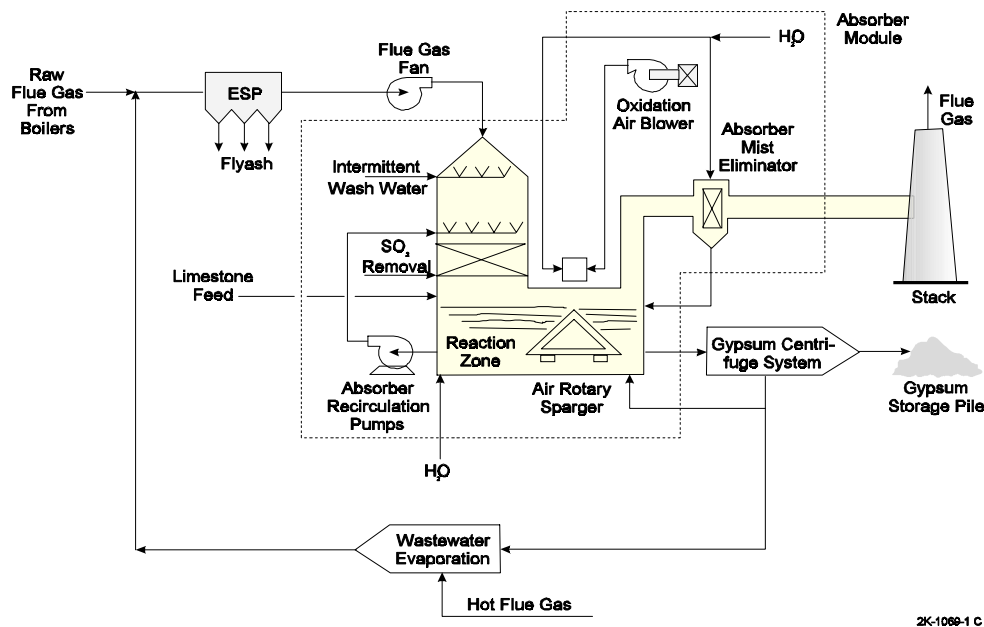 Absorber
Module
H₂O
Flue Gas
Fan
Raw
Flue Gas
From
Boilers
ESP
Flyash
Oxidation
Air Blower
Absorber
Mist
Eliminator
Flue
Gas
Intermittent
Wash Water
SO₂
Removal
Limestone
Feed
Stack
Reaction
Zone
Gypsum Centri-
fuge System
Absorber
Recirculation
Pumps
Air Rotary
Sparger
Gypsum
Storage Pile
H₂O
Wastewater
Evaporation
Hot Flue Gas
2K-1069-1 C